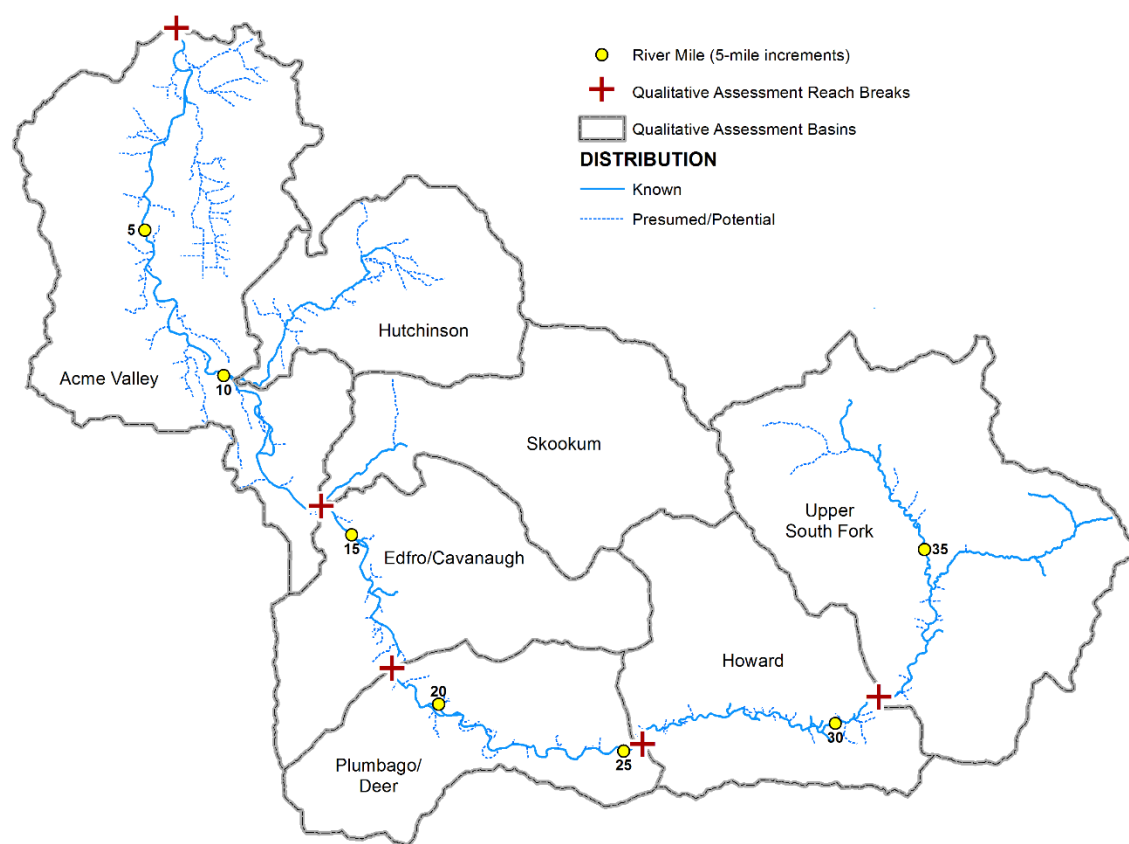 River Mile (5-mile increments)
Qualitative Assessment Reach Breaks
Qualitative Assessment Basins
DISTRIBUTION
Known
Presumed/Potential
5
Hutchinson
Acme Valley
10
Skookum
Upper
South Fork
35
15
Edfro/Cavanaugh
Howard
20
30
Plumbago/
Deer
25